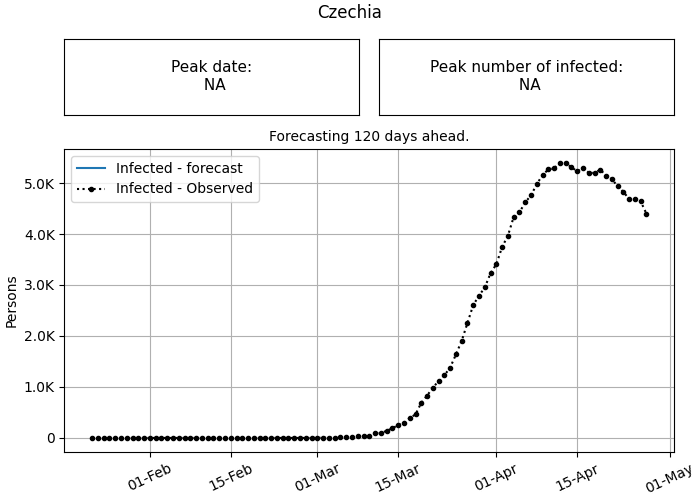 Czechia
Peak date:
NA
Peak number of infected:
NA
Forecasting 120 days ahead.
Infected - forecast
Infected - Observed
5.0K
4.0K
3.0K
2.0K
1.0K
0
Persons
01-Feb
15-Feb
01-Mar
15-Mar
01-Apr
15-Apr
01-May